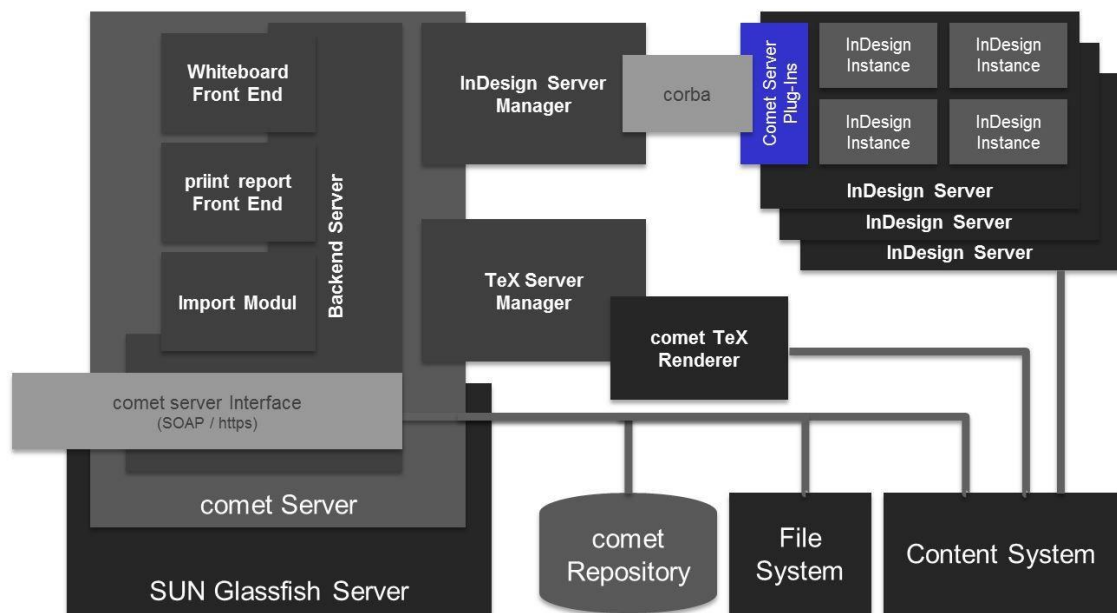 Whiteboard
Front End
priint report
Front End
Import Modul
Backend Server
comet server Interface
(SOAP / https)
comet Server
SUN Glassfish Server
InDesign Server
Manager
corba
Comet Server
Plug-Ins
InDesign
Instance
InDesign
Instance
InDesign
Instance
InDesign
Instance
InDesign Server
InDesign Server
InDesign Server
TeX Server
Manager
comet TeX
Renderer
comet
Repository
File
System
Content System